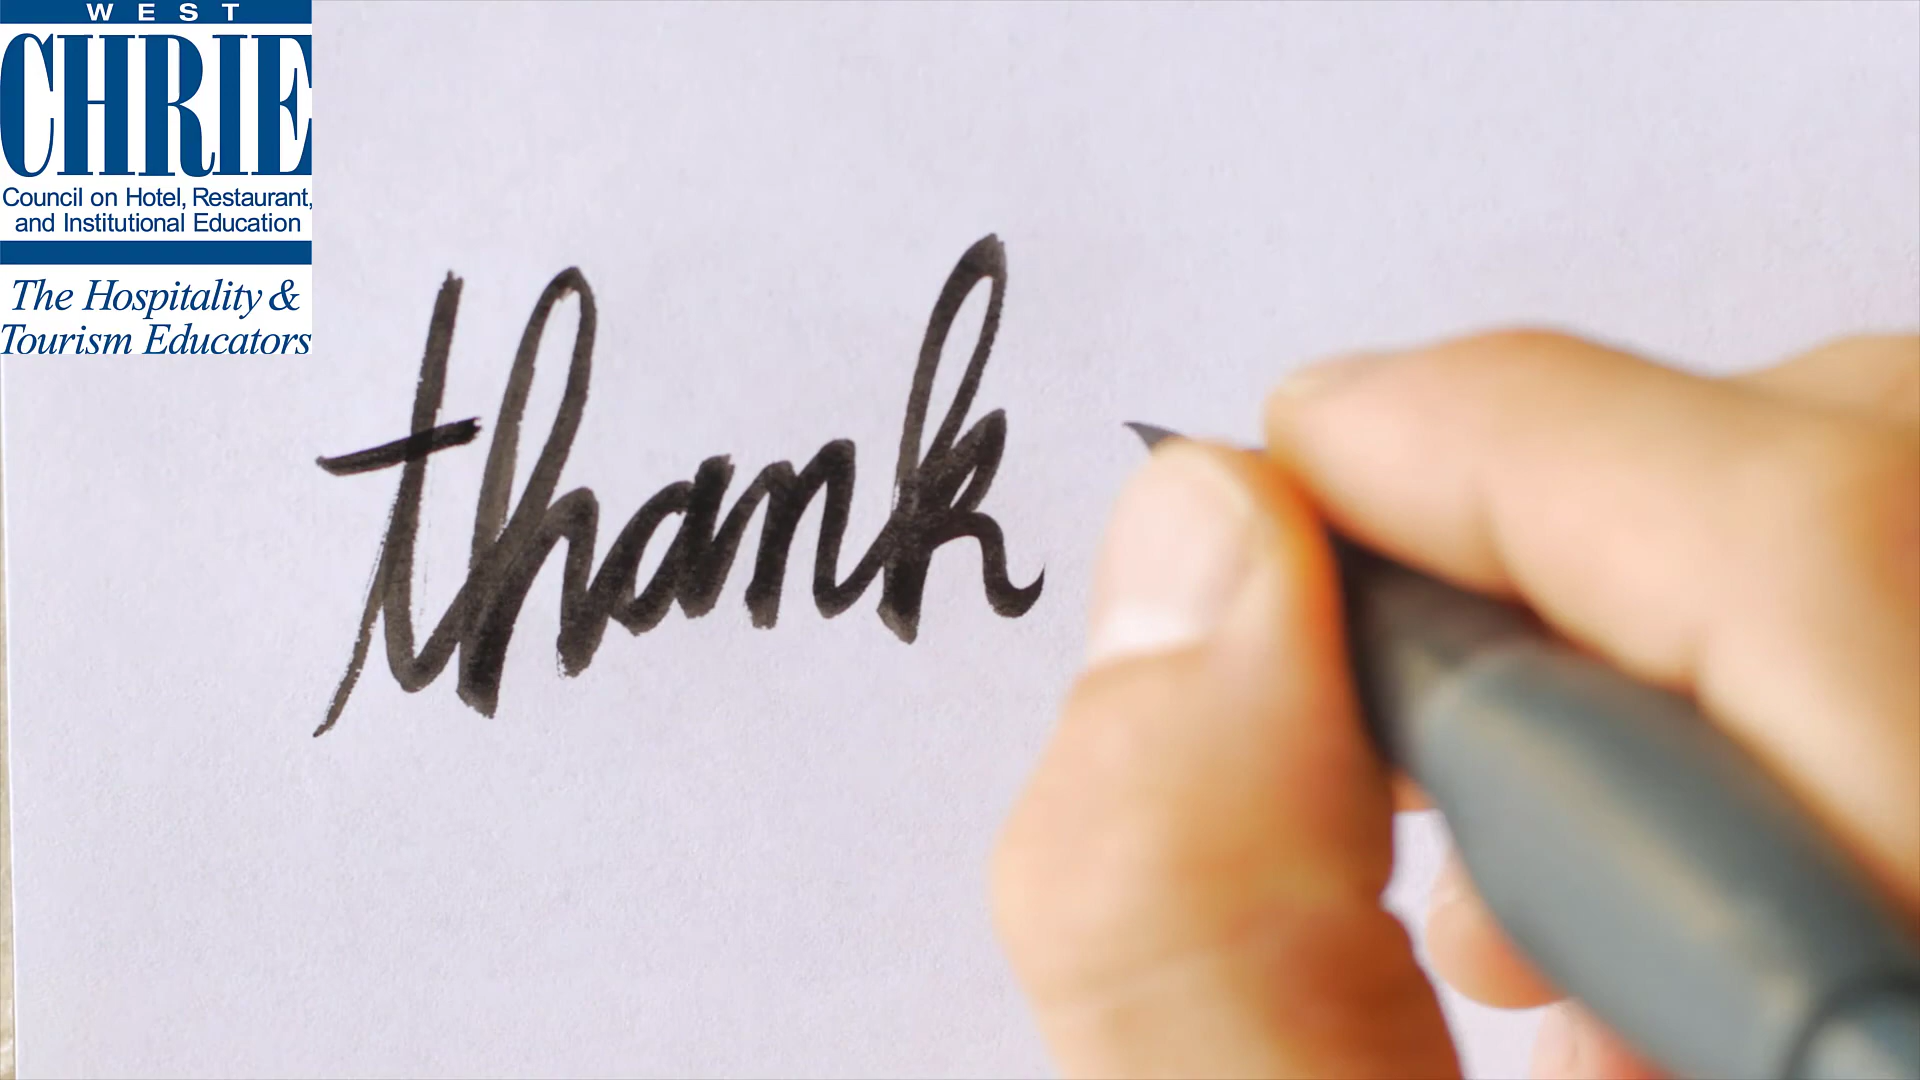 WEST
CHRIE
Council on Hotel, Restaurant,
and Institutional Education
The Hospitality &
Tourism Educators
thank